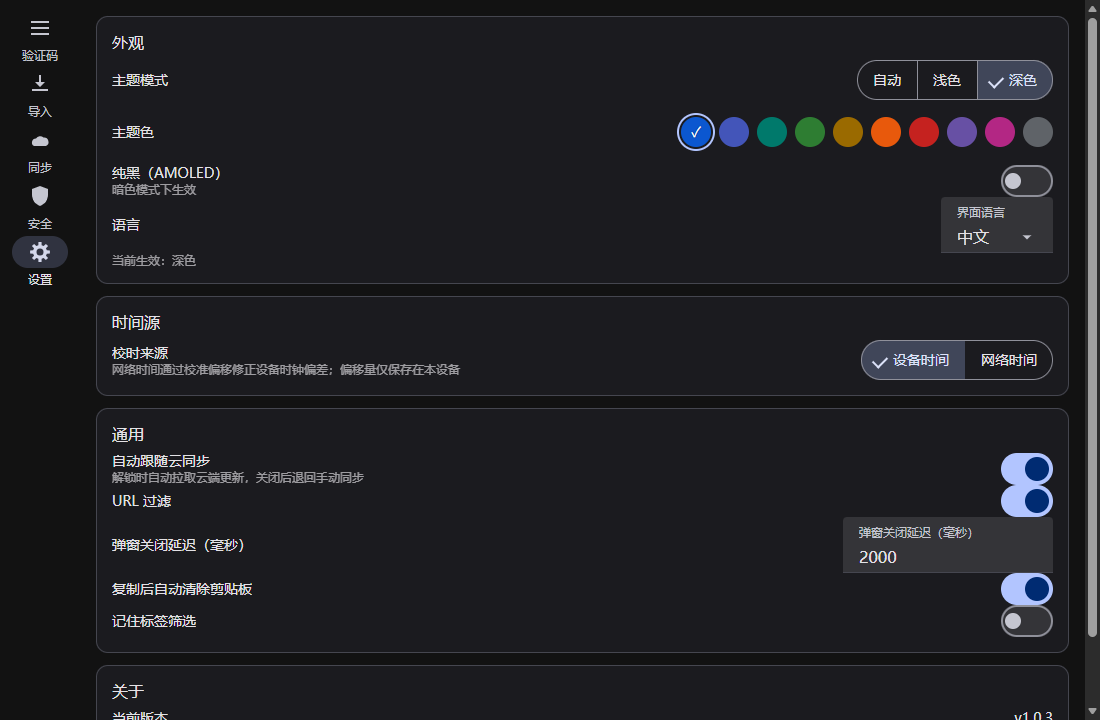 验证码
导入
同步
安全
设置
外观
主题模式
自动
浅色
深色
主题色
纯黑（AMOLED）
暗色模式下生效
语言
界面语言
中文
当前生效：深色
时间源
校时来源
网络时间通过校准偏移修正设备时钟偏差；偏移量仅保存在本设备
设备时间
网络时间
通用
自动跟随云同步
解锁时自动拉取云端更新，关闭后退回手动同步
URL 过滤
弹窗关闭延迟（毫秒）
弹窗关闭延迟（毫秒）
2000
复制后自动清除剪贴板
记住标签筛选
关于
当前版本
v1.0.3